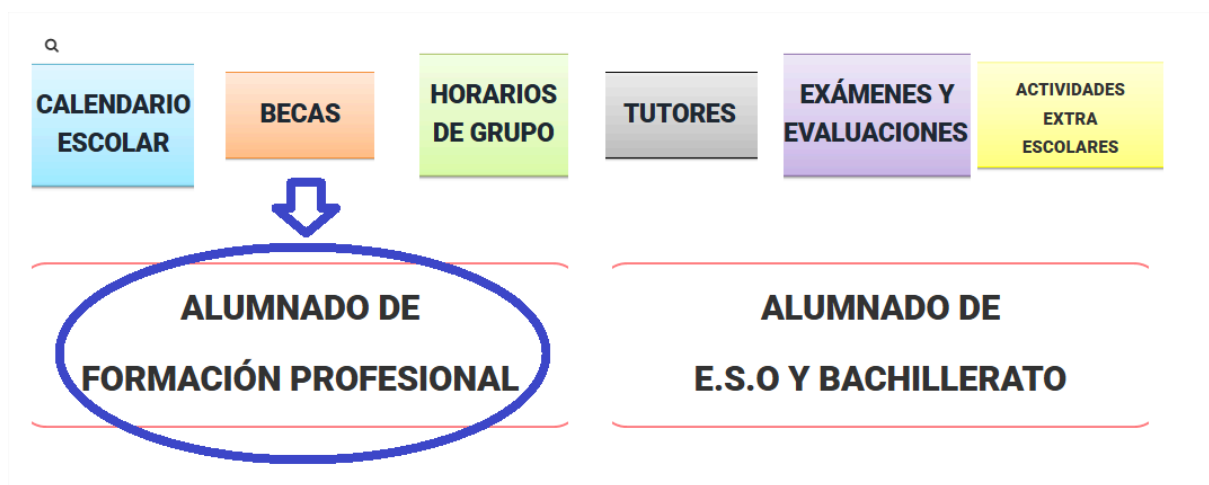 CALENDARIO
ESCOLAR
BECAS
HORARIOS
DE GRUPO
TUTORES
EXÁMENES Y
EVALUACIONES
ACTIVIDADES
EXTRA
ESCOLARES
ALUMNADO DE
FORMACIÓN PROFESIONAL
ALUMNADO DE
E.S.O Y BACHILLERATO